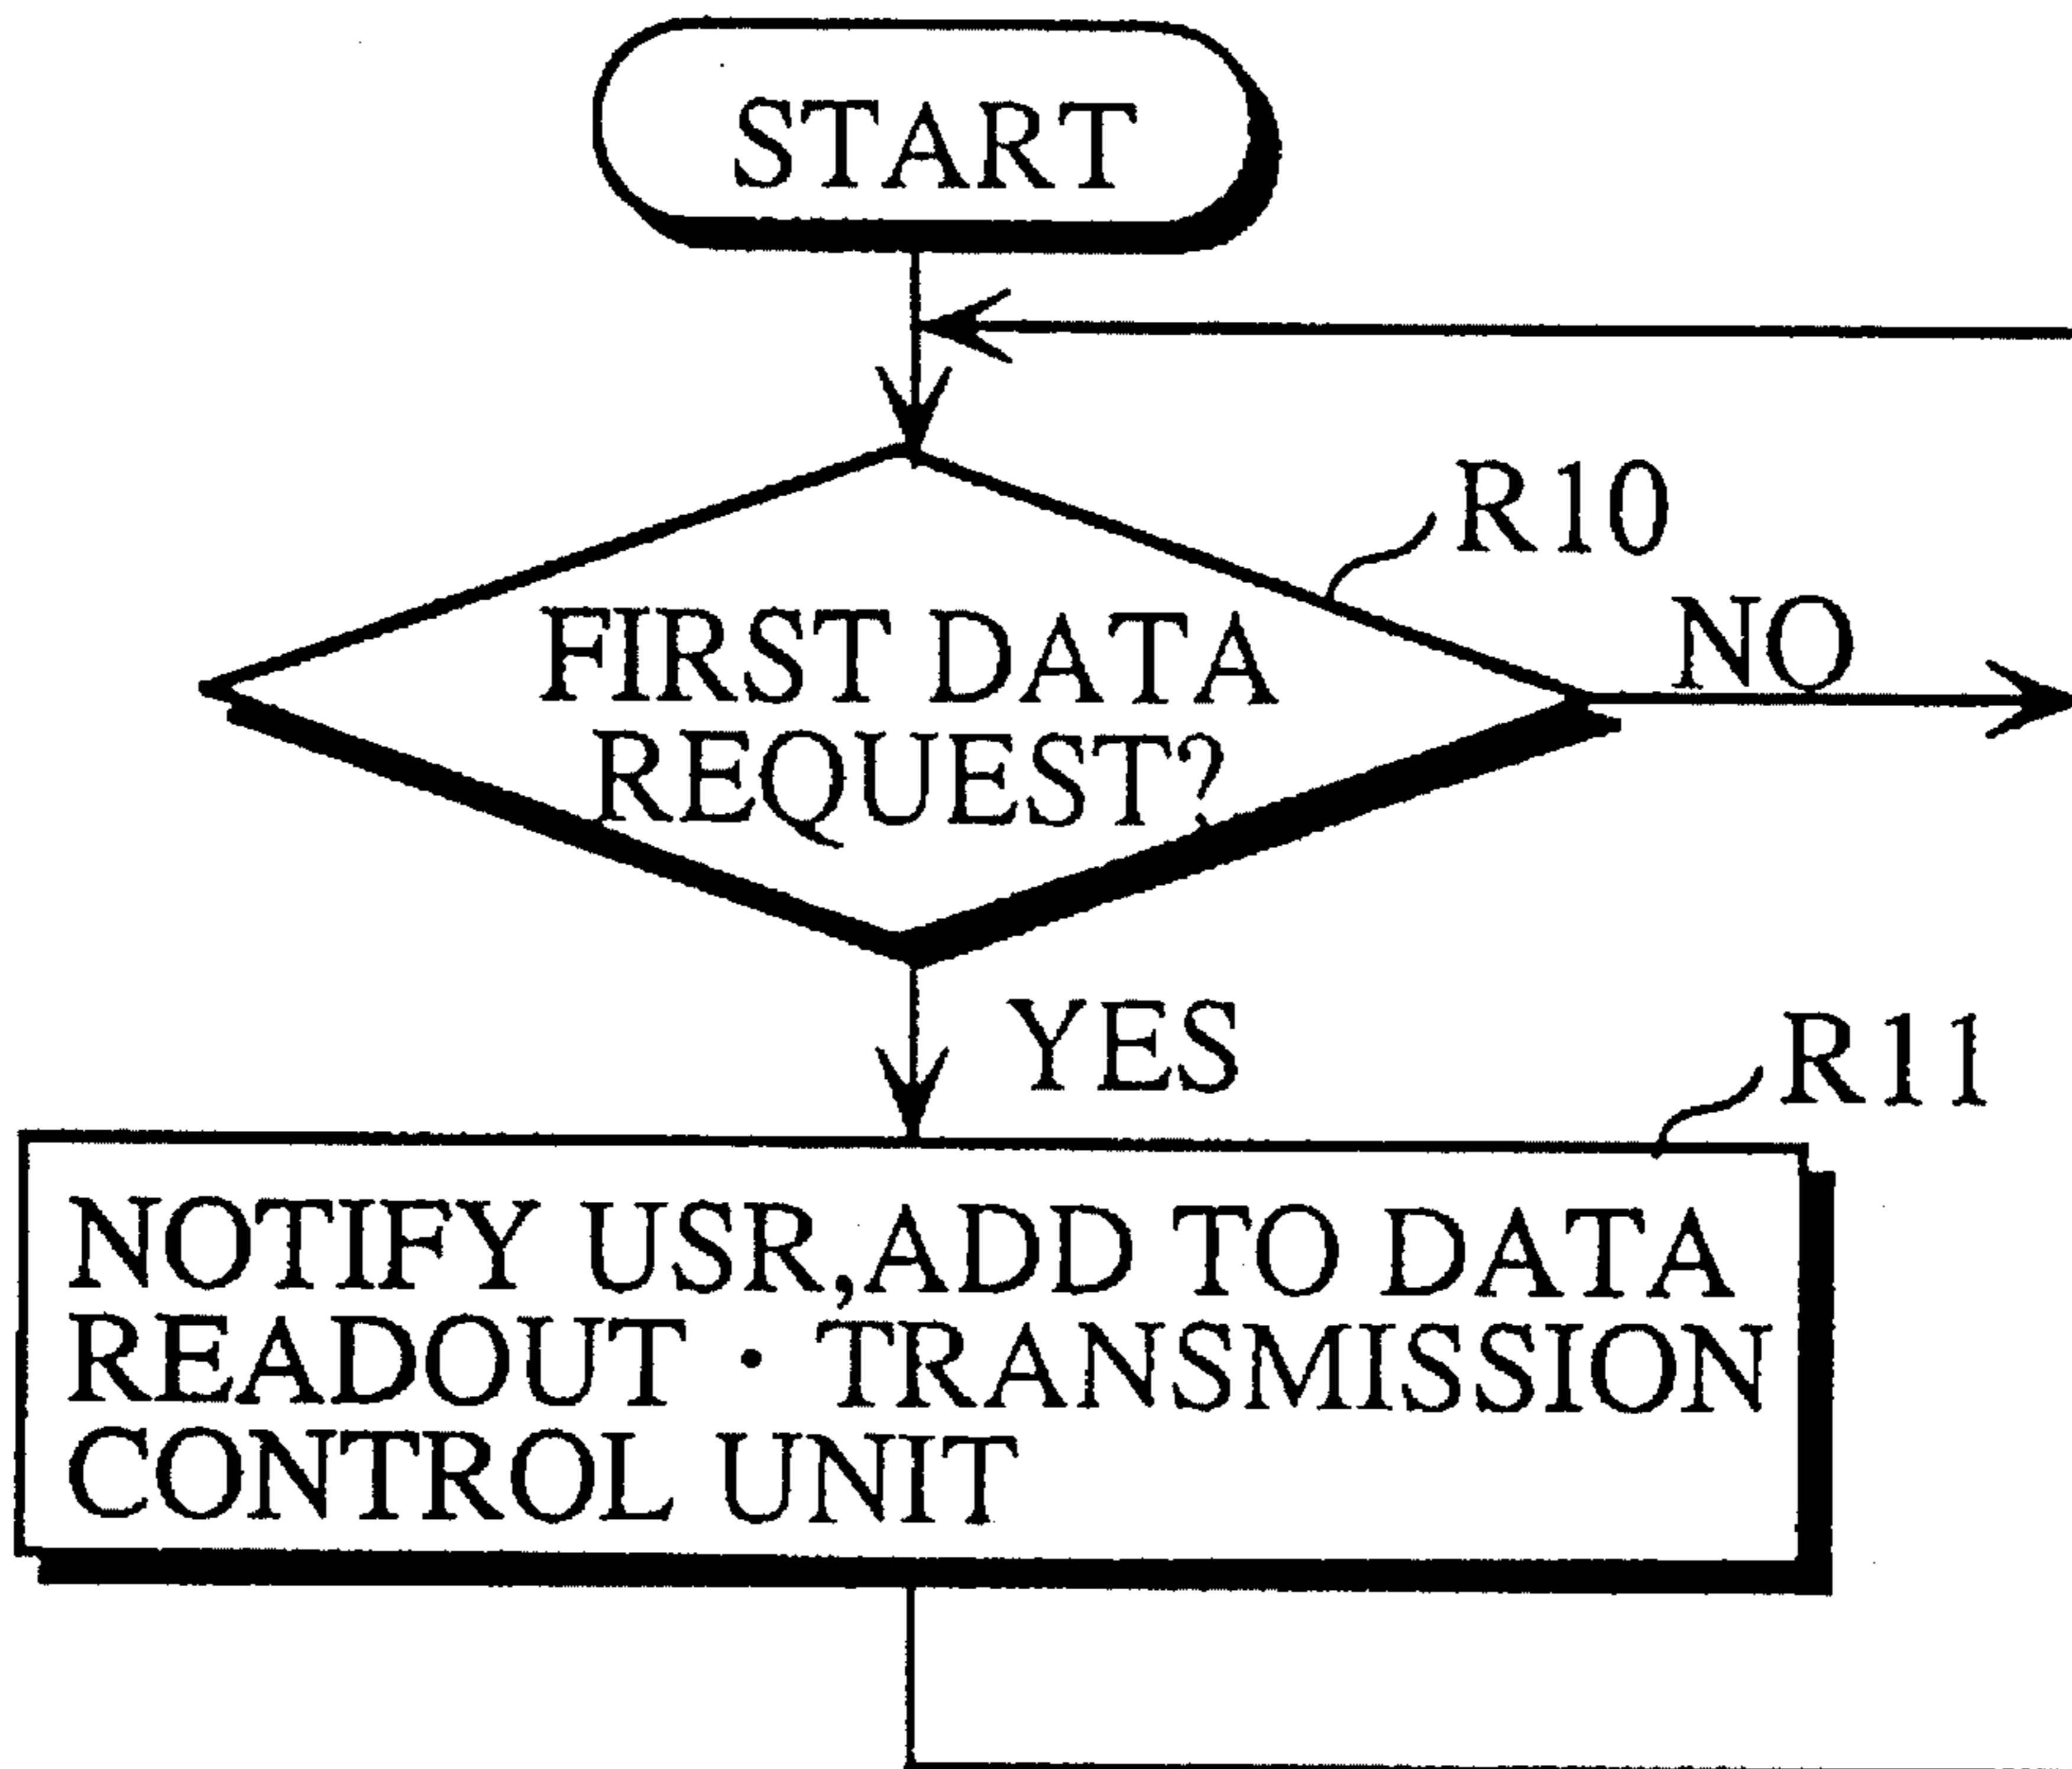 START
R10
FIRST DATA
REQUEST?
NO
YES
R11
NOTIFY USR,ADD TO DATA
READOUT・TRANSMISSION
CONTROL UNIT